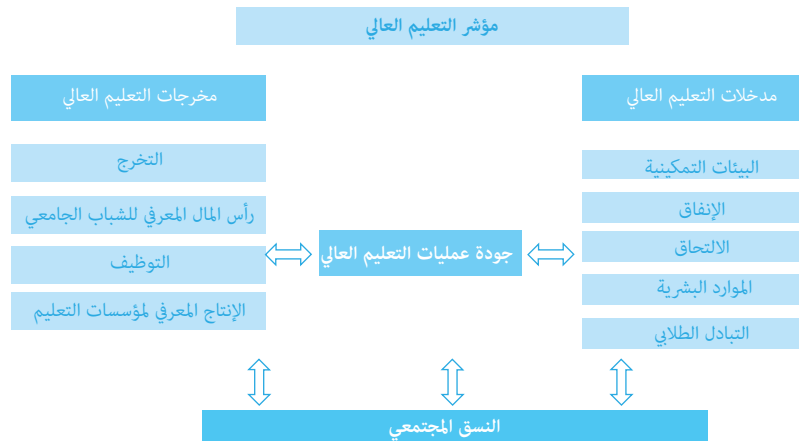 مؤشر التعليم العالي
مدخلات التعليم العالي
البيئات التمكينية
الإنفاق
الالتحاق
الموارد البشرية
التبادل الطلابي
جودة عمليات التعليم العالي
مخرجات التعليم العالي
التخرج
رأس المال المعرفي للشباب الجامعي
التوظيف
الإنتاج المعرفي لمؤسسات التعليم
النسق المجتمعي